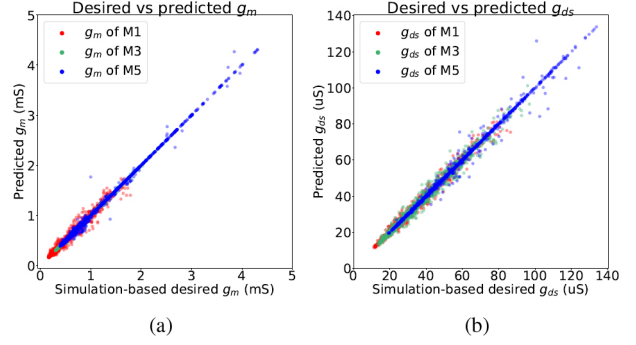 Desired vs predicted g_m
g_m of M1
g_m of M3
g_m of M5
Predicted g_m (mS)
5
4
3
2
1
0
0 1 2 3 4 5
Simulation-based desired g_m (mS)
(a)
Desired vs predicted g_ds
g_ds of M1
g_ds of M3
g_ds of M5
Predicted g_ds (uS)
140
120
100
80
60
40
20
0
0 20 40 60 80 100 120 140
Simulation-based desired g_ds (uS)
(b)